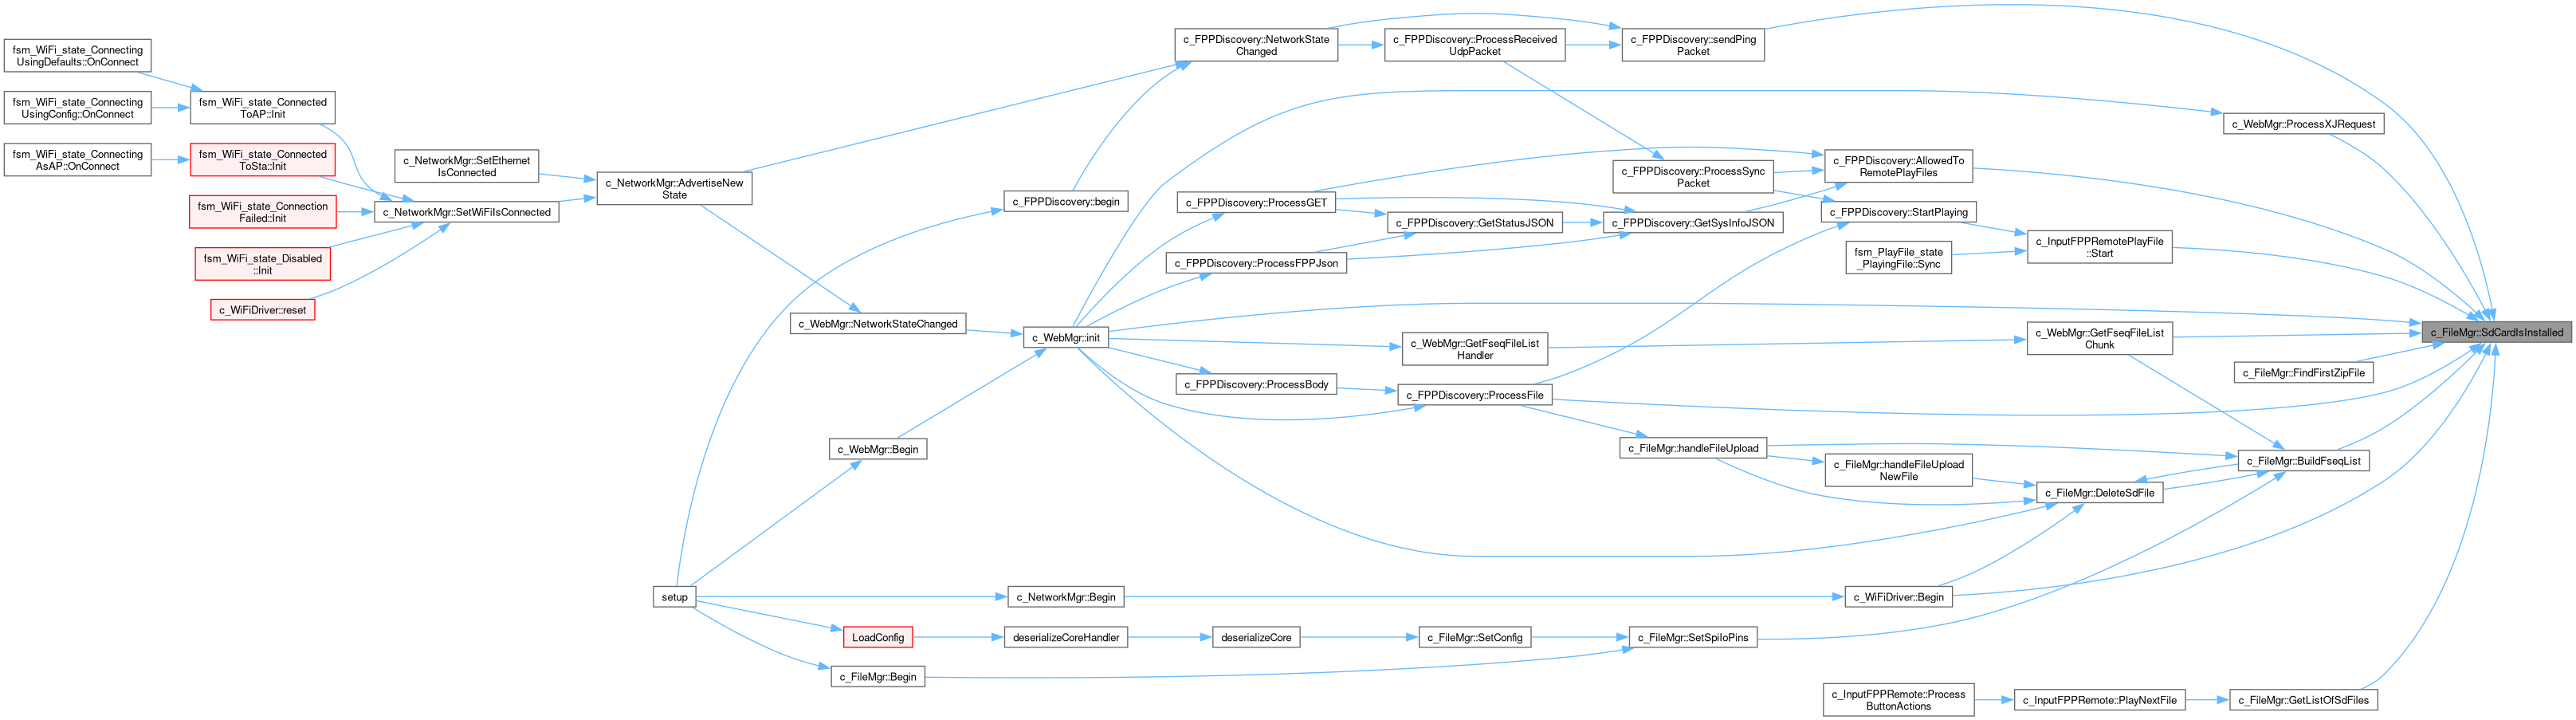 fsm_WiFi_state_Connecting
UsingDefaults::OnConnect
fsm_WiFi_state_Connecting
UsingConfig::OnConnect
fsm_WiFi_state_Connecting
AsAP::OnConnect
fsm_WiFi_state_Connected
ToAP::Init
fsm_WiFi_state_Connected
ToSta::Init
fsm_WiFi_state_Connection
Failed::Init
fsm_WiFi_state_Disabled
::Init
c_WiFiDriver::reset
c_NetworkMgr::SetEthernet
IsConnected
c_NetworkMgr::SetWiFiIsConnected
c_NetworkMgr::AdvertiseNew
State
c_WebMgr::NetworkStateChanged
c_WebMgr::Begin
setup
LoadConfig
c_FileMgr::Begin
c_FPPDiscovery::NetworkState
Changed
c_FPPDiscovery::begin
c_FPPDiscovery::ProcessGET
c_FPPDiscovery::ProcessFPPJson
c_WebMgr::init
c_FPPDiscovery::ProcessBody
c_NetworkMgr::Begin
deserializeCoreHandler
c_FPPDiscovery::ProcessReceived
UdpPacket
c_FPPDiscovery::GetStatusJSON
c_WebMgr::GetFseqFileList
Handler
c_FPPDiscovery::ProcessFile
deserializeCore
c_FileMgr::SetConfig
c_FPPDiscovery::sendPing
Packet
c_FPPDiscovery::ProcessSync
Packet
c_FPPDiscovery::GetSysInfoJSON
c_FileMgr::handleFileUpload
c_FileMgr::SetSpiIoPins
c_FPPDiscovery::AllowedTo
RemotePlayFiles
c_FPPDiscovery::StartPlaying
fsm_PlayFile_state
_PlayingFile::Sync
c_FileMgr::handleFileUpload
NewFile
c_WiFiDriver::Begin
c_InputFPPRemote::Process
ButtonActions
c_InputFPPRemotePlayFile
::Start
c_WebMgr::GetFseqFileList
Chunk
c_FileMgr::DeleteSdFile
c_InputFPPRemote::PlayNextFile
c_WebMgr::ProcessXJRequest
c_FileMgr::FindFirstZipFile
c_FileMgr::BuildFseqList
c_FileMgr::GetListOfSdFiles
c_FileMgr::SdCardIsInstalled